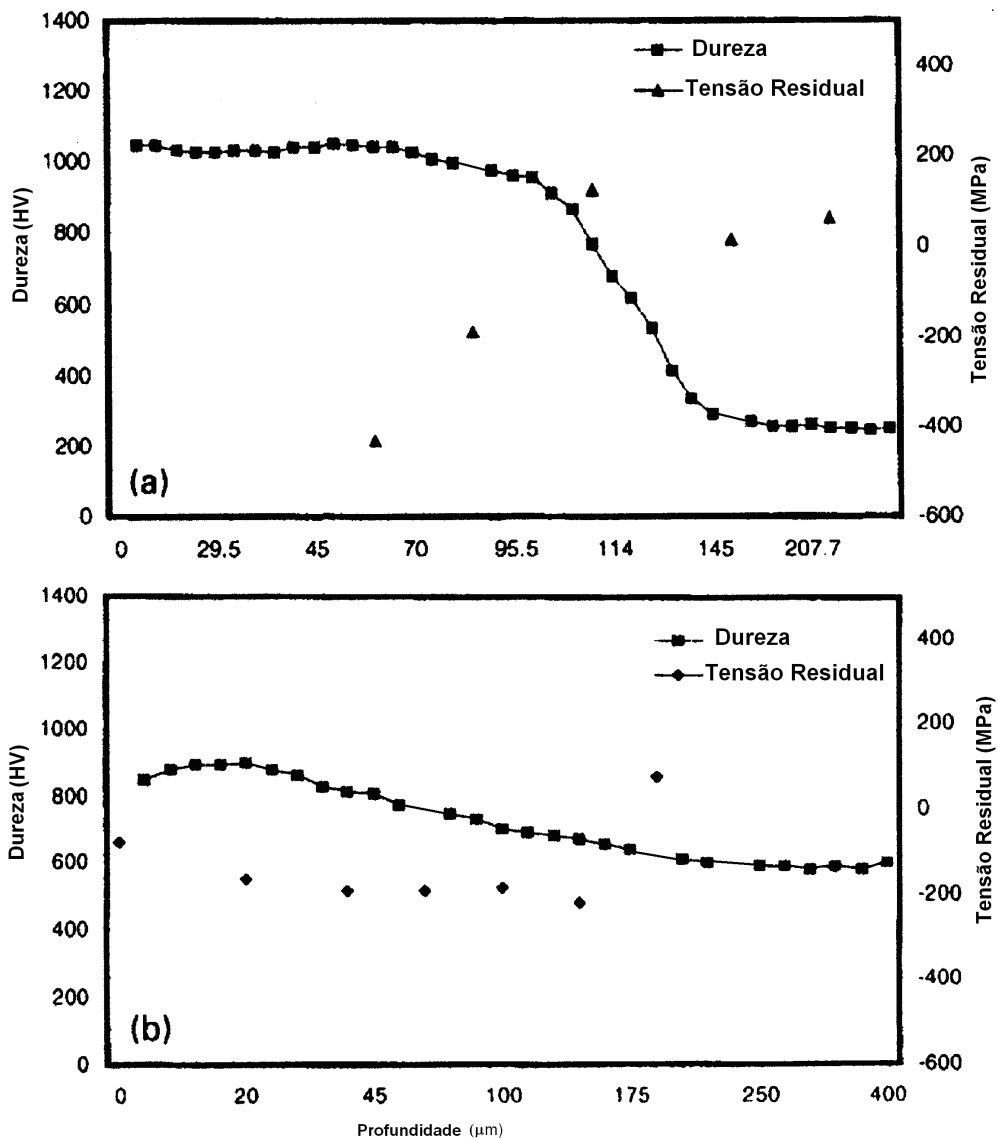 1400
1200
1000
800
600
400
200
0
Dureza (HV)
Dureza
Tensão Residual
400
200
0
-200
-400
-600
Tensão Residual (MPa)
(a)
0 29.5 45 70 95.5 114 145 207.7
1400
1200
1000
800
600
400
200
0
Dureza (HV)
Dureza
Tensão Residual
400
200
0
-200
-400
-600
Tensão Residual (MPa)
(b)
0 20 45 100 175 250 400
Profundidade (μm)